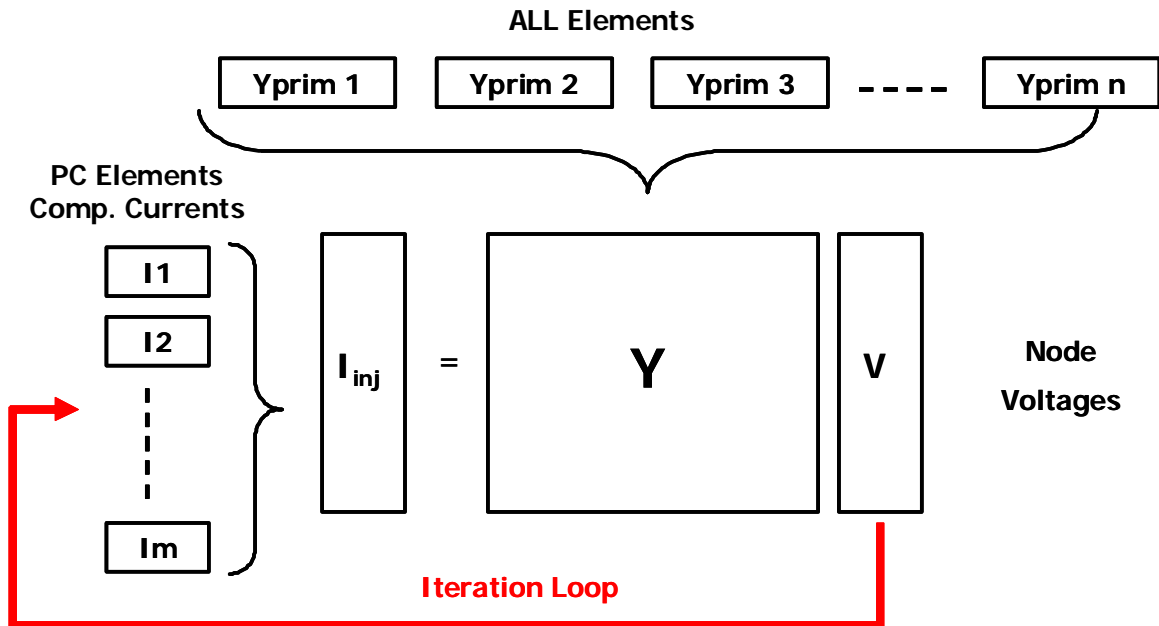 ALL Elements
Yprim 1
Yprim 2
Yprim 3
Yprim n
PC Elements
Comp. Currents
I1
I2
Im
Iinj
=
Y
V
Node
Voltages
Iteration Loop